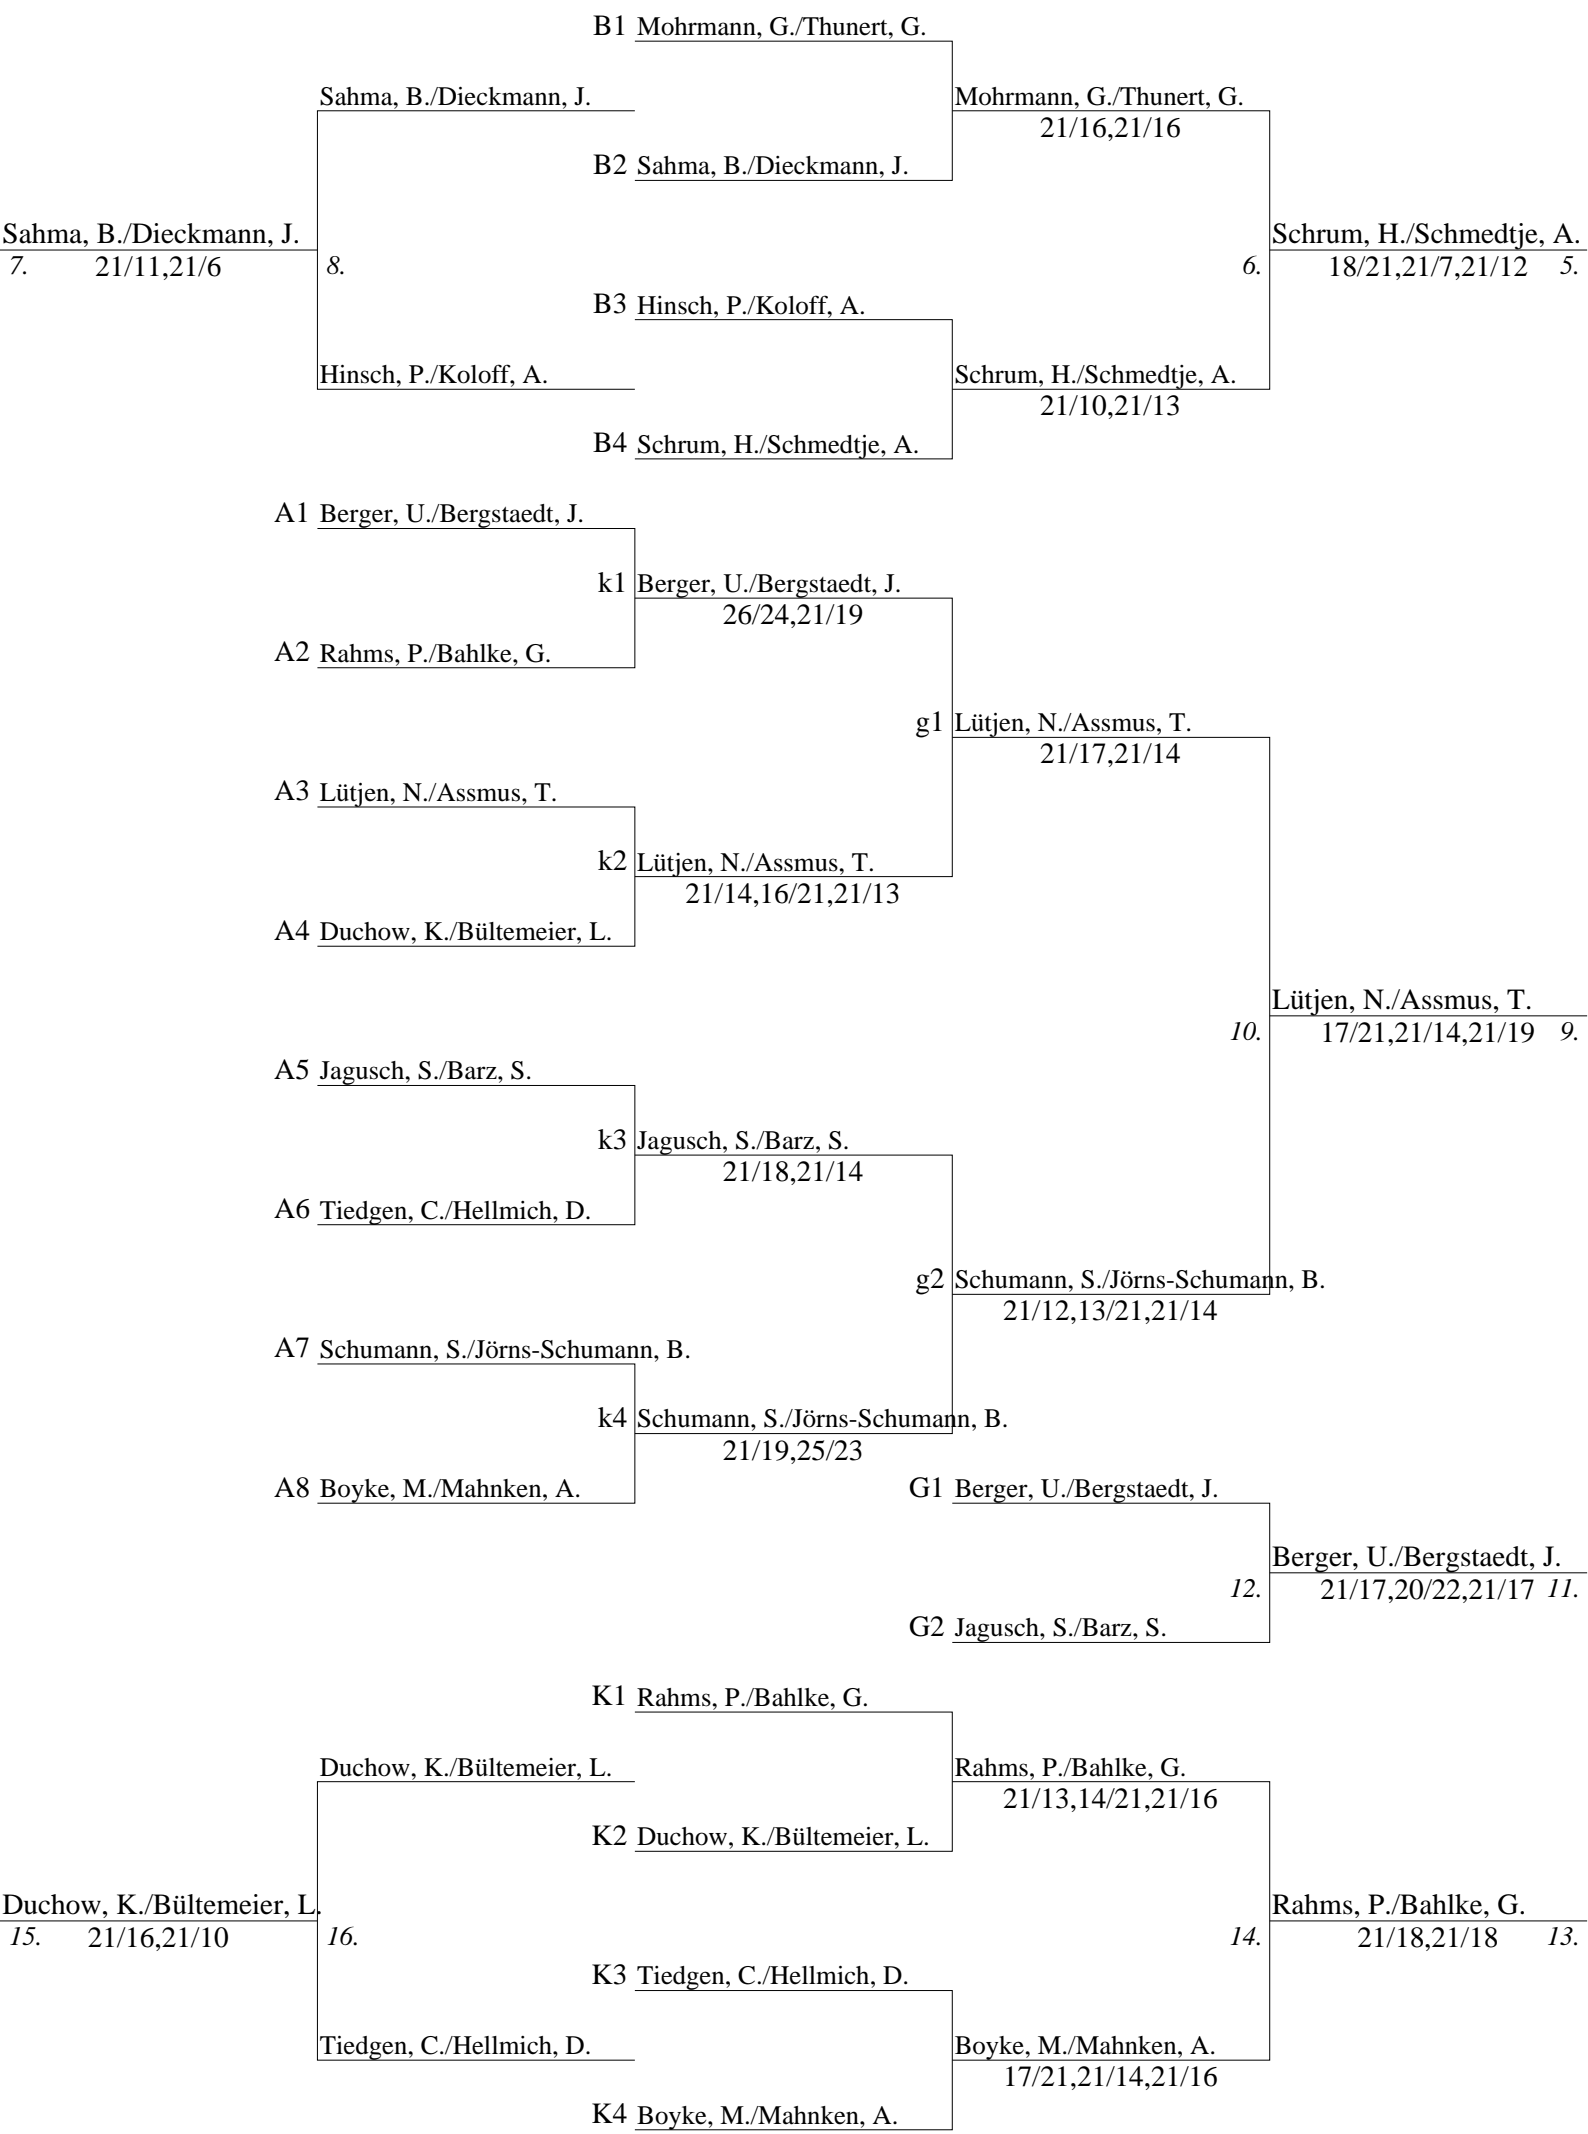 B1 Mohrmann, G./Thunert, G.
Sahma, B./Dieckmann, J.
Mohrmann, G./Thunert, G.
21/16,21/16
B2 Sahma, B./Dieckmann, J.
Sahma, B./Dieckmann, J.
Schrum, H./Schmedtje, A.
7. 21/11,21/6 8.
6. 18/21,21/7,21/12 5.
B3 Hinsch, P./Koloff, A.
Hinsch, P./Koloff, A.
Schrum, H./Schmedtje, A.
21/10,21/13
B4 Schrum, H./Schmedtje, A.
A1 Berger, U./Bergstaedt, J.
k1 Berger, U./Bergstaedt, J.
26/24,21/19
A2 Rahms, P./Bahlke, G.
g1 Lütjen, N./Assmus, T.
21/17,21/14
A3 Lütjen, N./Assmus, T.
k2 Lütjen, N./Assmus, T.
21/14,16/21,21/13
A4 Duchow, K./Bültemeier, L.
Lütjen, N./Assmus, T.
10. 17/21,21/14,21/19 9.
A5 Jagusch, S./Barz, S.
k3 Jagusch, S./Barz, S.
21/18,21/14
A6 Tiedgen, C./Hellmich, D.
g2 Schumann, S./Jörns-Schumann, B.
21/12,13/21,21/14
A7 Schumann, S./Jörns-Schumann, B.
k4 Schumann, S./Jörns-Schumann, B.
21/19,25/23
A8 Boyke, M./Mahnken, A.
G1 Berger, U./Bergstaedt, J.
Berger, U./Bergstaedt, J.
12. 21/17,20/22,21/17 11.
G2 Jagusch, S./Barz, S.
K1 Rahms, P./Bahlke, G.
Duchow, K./Bültemeier, L.
Rahms, P./Bahlke, G.
21/13,14/21,21/16
K2 Duchow, K./Bültemeier, L.
Duchow, K./Bültemeier, L.
Rahms, P./Bahlke, G.
15. 21/16,21/10 16.
14. 21/18,21/18 13.
K3 Tiedgen, C./Hellmich, D.
Tiedgen, C./Hellmich, D.
Boyke, M./Mahnken, A.
17/21,21/14,21/16
K4 Boyke, M./Mahnken, A.